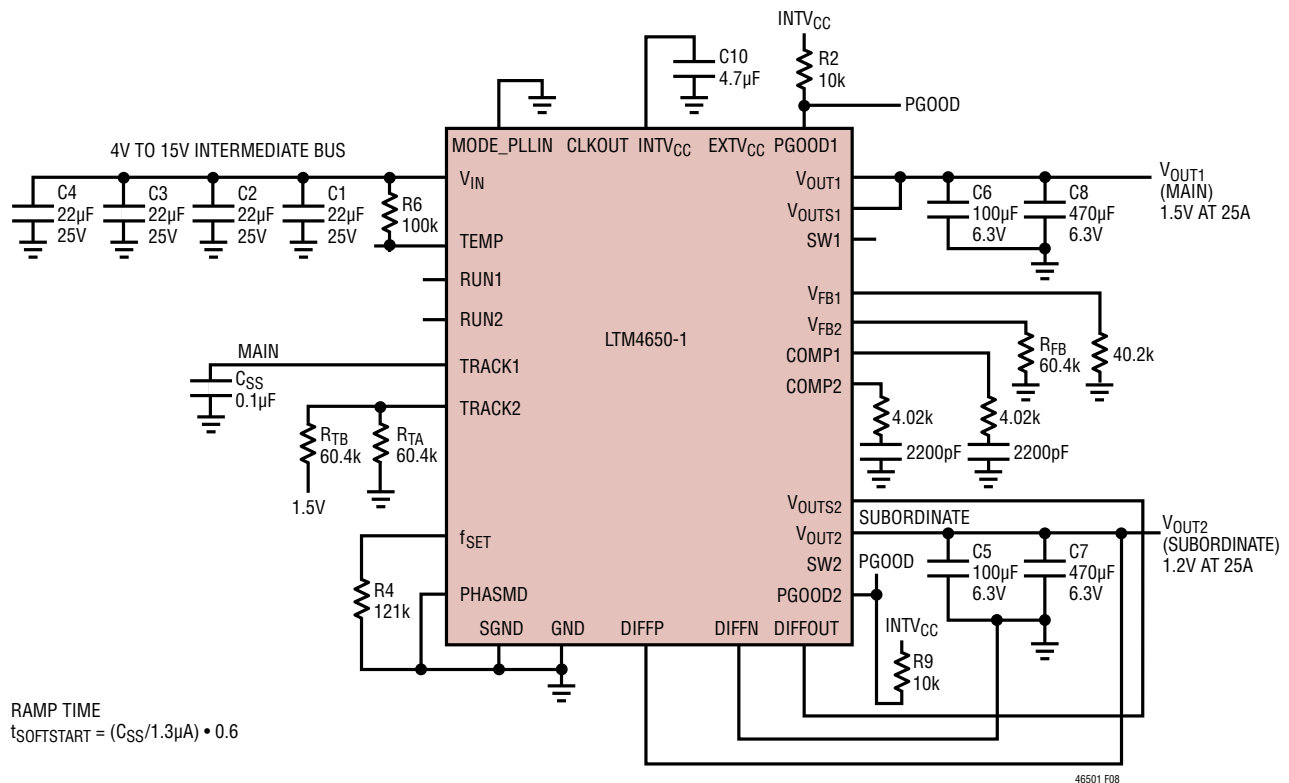 INTVCC
C10
4.7µF
R2
10k
PGOOD
4V TO 15V INTERMEDIATE BUS
MODE_PLLIN CLKOUT INTVCC EXTVCC PGOOD1
C4
22µF
25V
C3
22µF
25V
C2
22µF
25V
C1
22µF
25V
R6
100k
VIN
TEMP
RUN1
RUN2
MAIN
TRACK1
CSS
0.1µF
TRACK2
RTB
60.4k
RTA
60.4k
1.5V
fSET
R4
121k
PHASMD
SGND GND DIFFP DIFFN DIFFOUT
LTM4650-1
VOUT1
VOUTS1
SW1
C6
100µF
6.3V
C8
470µF
6.3V
VOUT1
(MAIN)
1.5V AT 25A
VFB1
VFB2
COMP1
COMP2
RFB
60.4k
40.2k
4.02k
2200pF
4.02k
2200pF
VOUTS2
SUBORDINATE
VOUT2
SW2
PGOOD
PGOOD2
C5
100µF
6.3V
C7
470µF
6.3V
VOUT2
(SUBORDINATE)
1.2V AT 25A
INTVCC
R9
10k
RAMP TIME
tSOFTSTART = (CSS/1.3µA) • 0.6
46501 F08